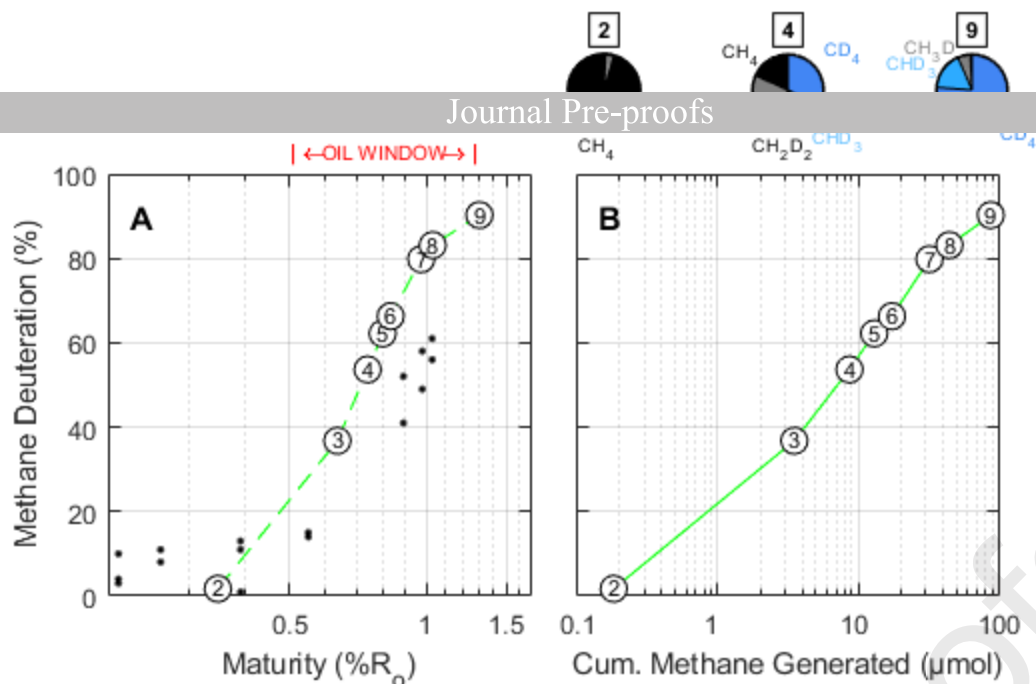 2 4 9
CH4 CD4 CH3D
CHD3
Journal Pre-proofs
CH4 CH2D2 CHD3 CD4
|←OIL WINDOW→|
A B
Methane Deuteration (%)
100
80
60
40
20
0
2 3 4 5 6 7 8 9
2 3 4 5 6 7 8 9
0.5 1 1.5
0.1 1 10 100
Maturity (%Ro)
Cum. Methane Generated (μmol)